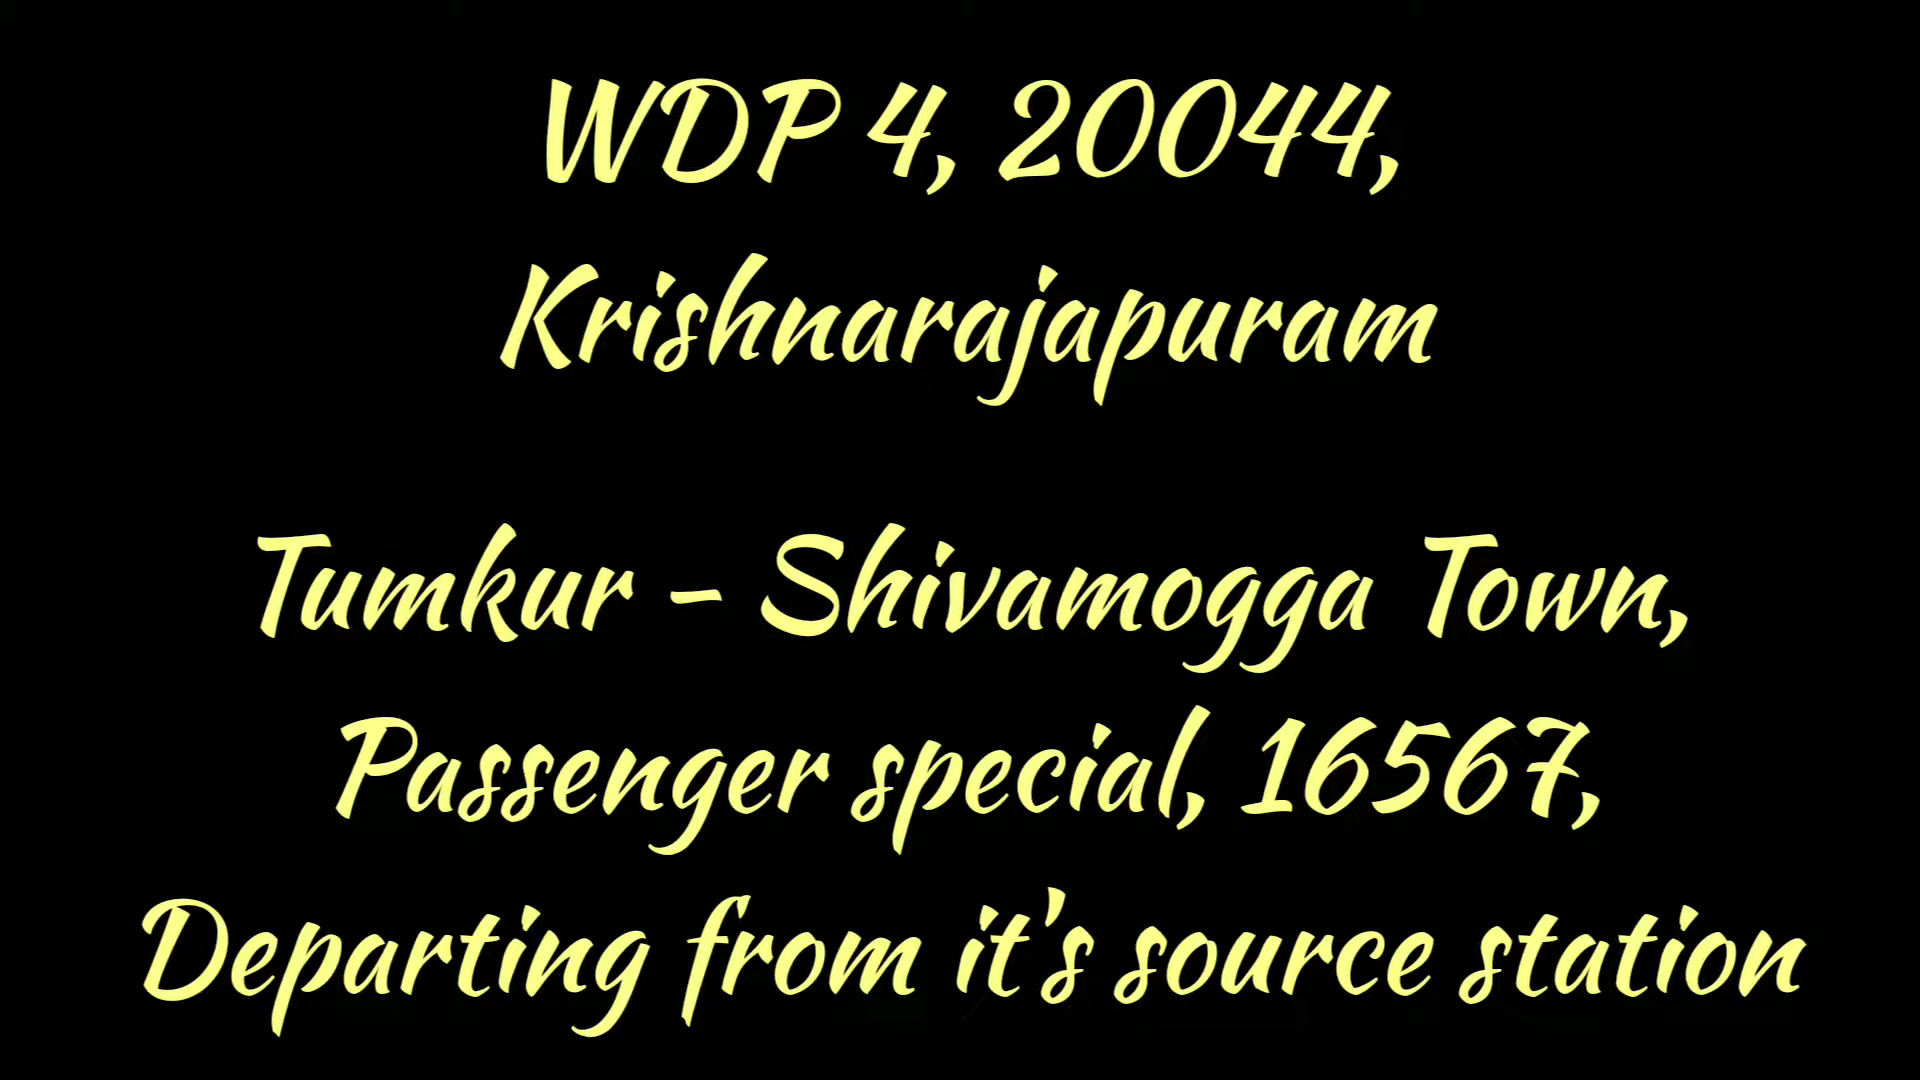 WDP 4, 20044,
Krishnarajapuram
Tumkur - Shivamogga Town,
Passenger special, 16567,
Departing from it's source station